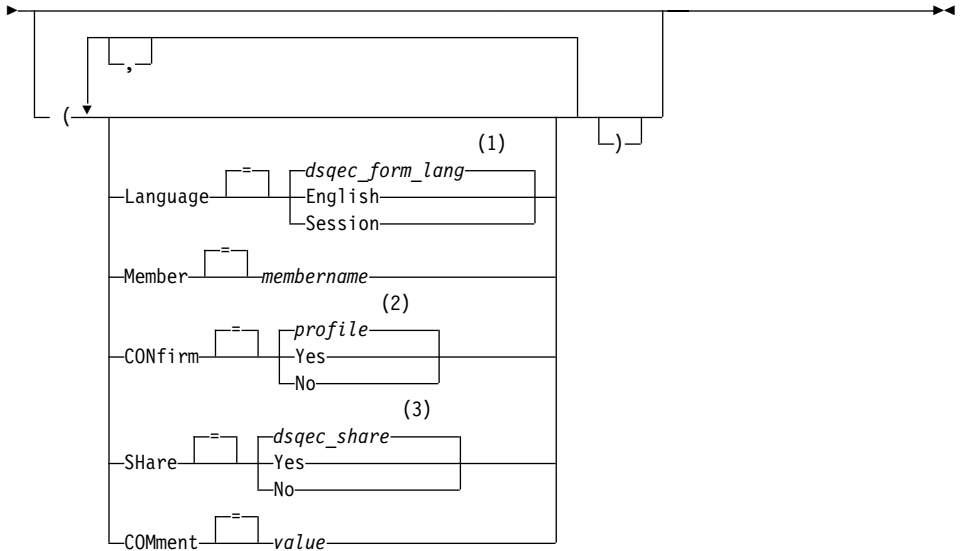 ,
(
)
(1)
= dsqec_form_lang
Language English
Session
=
Member membername
(2)
= profile
CONfirm Yes
No
(3)
= dsqec_share
SHare Yes
No
=
COMment value